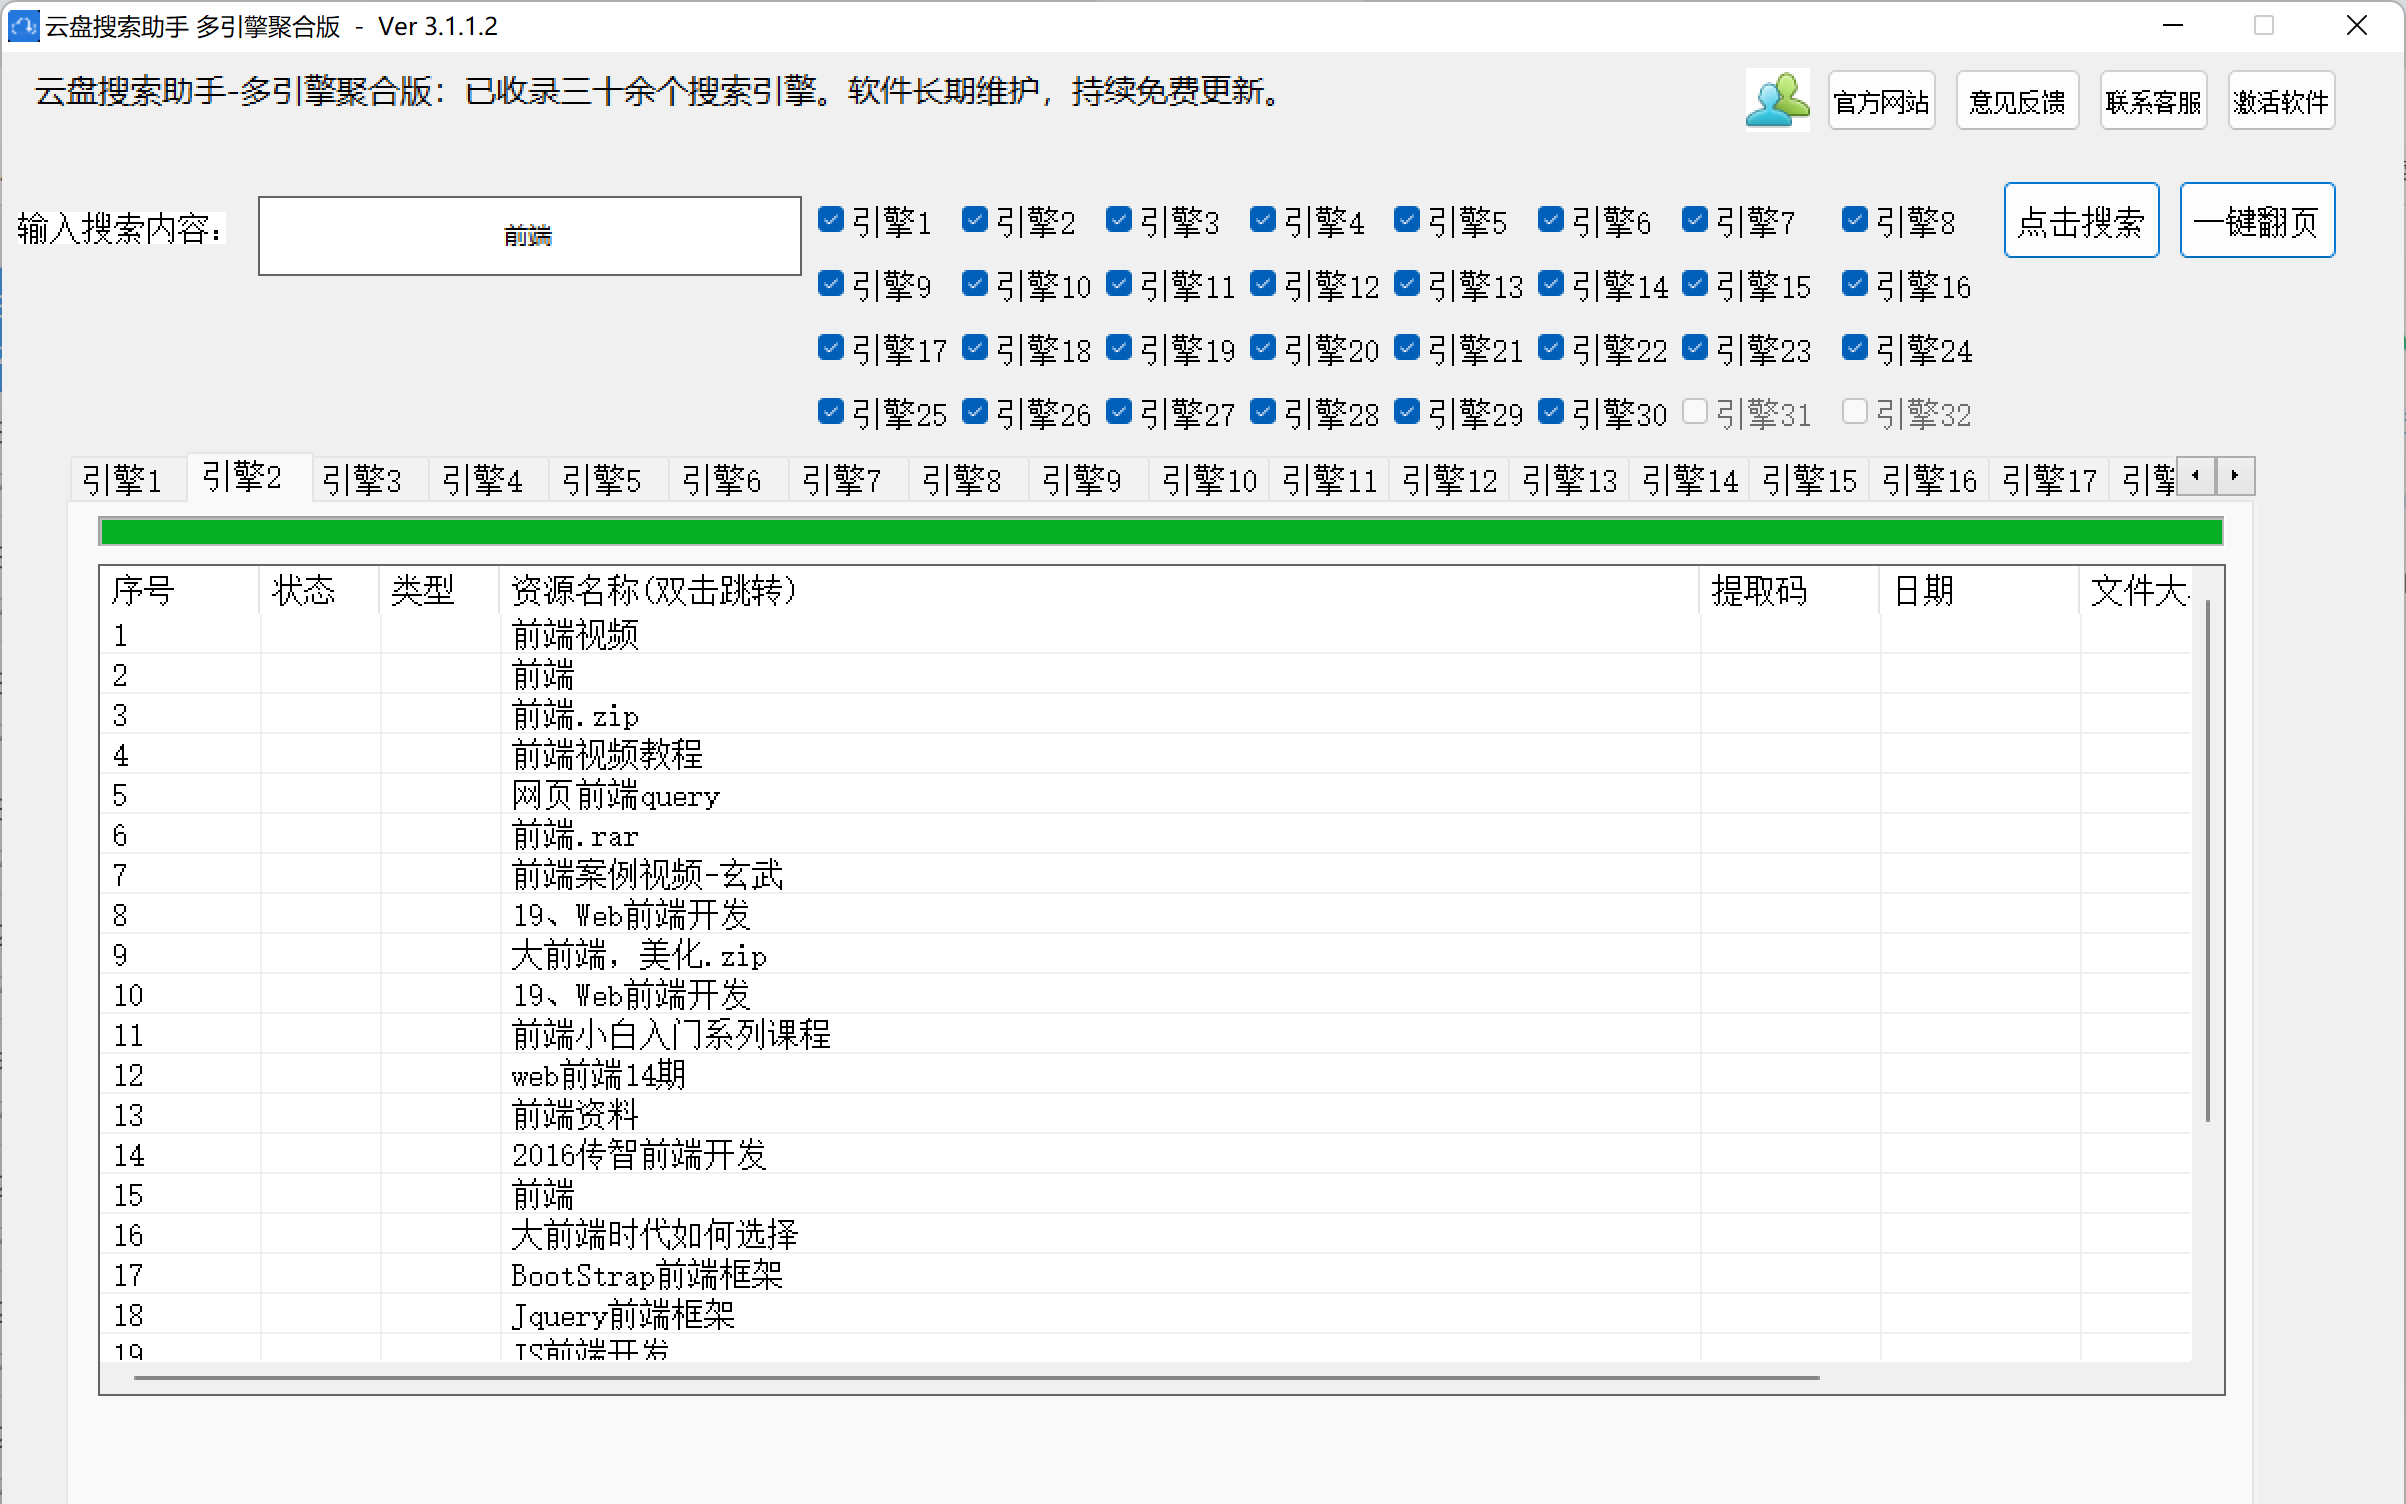 云盘搜索助手 多引擎聚合版 - Ver 3.1.1.2
云盘搜索助手-多引擎聚合版：已收录三十余个搜索引擎。软件长期维护，持续免费更新。
官方网站 意见反馈 联系客服 激活软件
输入搜索内容： 前端 引擎1 引擎2 引擎3 引擎4 引擎5 引擎6 引擎7 引擎8 点击搜索 一键翻页
引擎9 引擎10 引擎11 引擎12 引擎13 引擎14 引擎15 引擎16
引擎17 引擎18 引擎19 引擎20 引擎21 引擎22 引擎23 引擎24
引擎25 引擎26 引擎27 引擎28 引擎29 引擎30 引擎31 引擎32
引擎1 引擎2 引擎3 引擎4 引擎5 引擎6 引擎7 引擎8 引擎9 引擎10 引擎11 引擎12 引擎13 引擎14 引擎15 引擎16 引擎17 引擎
序号 状态 类型 资源名称(双击跳转) 提取码 日期 文件大
1 前端视频
2 前端
3 前端.zip
4 前端视频教程
5 网页前端query
6 前端.rar
7 前端案例视频-玄武
8 19、Web前端开发
9 大前端，美化.zip
10 19、Web前端开发
11 前端小白入门系列课程
12 web前端14期
13 前端资料
14 2016传智前端开发
15 前端
16 大前端时代如何选择
17 BootStrap前端框架
18 Jquery前端框架
19 JS前端开发